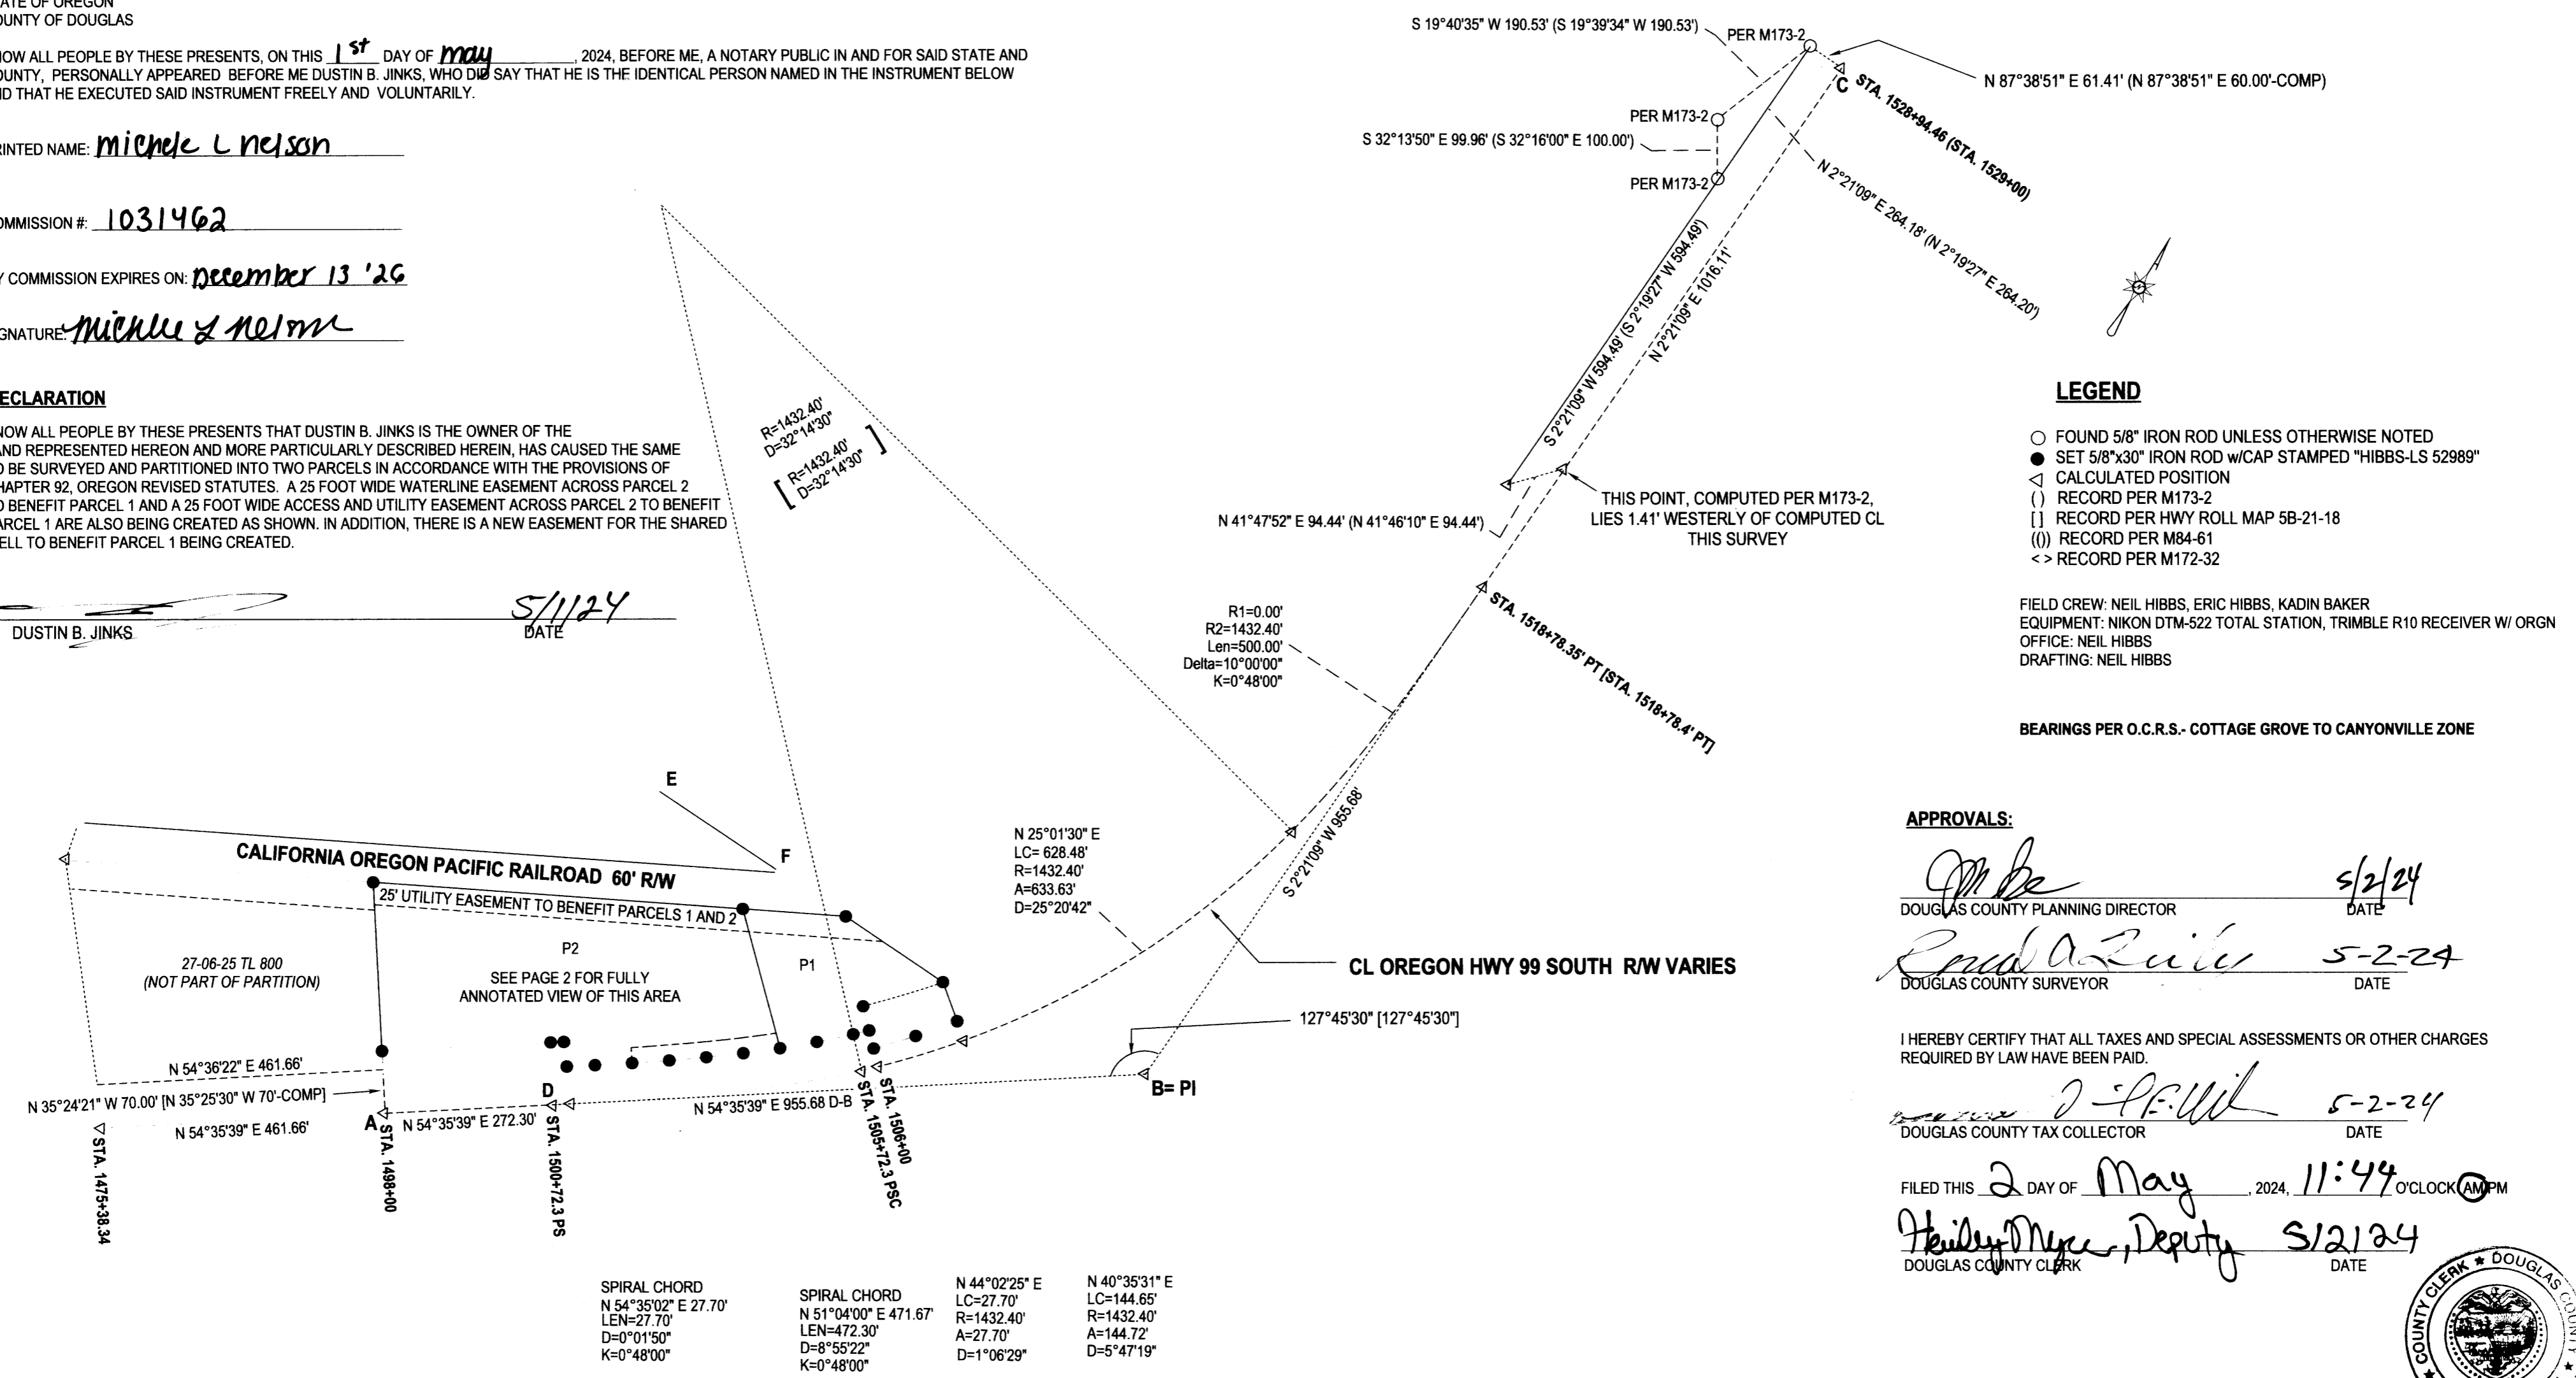 ATE OF OREGON
OUNTY OF DOUGLAS
NOW ALL PEOPLE BY THESE PRESENTS, ON THIS 1st DAY OF may, 2024, BEFORE ME, A NOTARY PUBLIC IN AND FOR SAID STATE AND
OUNTY, PERSONALLY APPEARED BEFORE ME DUSTIN B. JINKS, WHO DID SAY THAT HE IS THE IDENTICAL PERSON NAMED IN THE INSTRUMENT BELOW
ND THAT HE EXECUTED SAID INSTRUMENT FREELY AND VOLUNTARILY.
RINTED NAME: michele L nelson
OMMISSION #: 1031462
Y COMMISSION EXPIRES ON: December 13 '26
GNATURE: michele L nelson
ECLARATION
NOW ALL PEOPLE BY THESE PRESENTS THAT DUSTIN B. JINKS IS THE OWNER OF THE
AND REPRESENTED HEREON AND MORE PARTICULARLY DESCRIBED HEREIN, HAS CAUSED THE SAME
O BE SURVEYED AND PARTITIONED INTO TWO PARCELS IN ACCORDANCE WITH THE PROVISIONS OF
HAPTER 92, OREGON REVISED STATUTES. A 25 FOOT WIDE WATERLINE EASEMENT ACROSS PARCEL 2
O BENEFIT PARCEL 1 AND A 25 FOOT WIDE ACCESS AND UTILITY EASEMENT ACROSS PARCEL 2 TO BENEFIT
ARCEL 1 ARE ALSO BEING CREATED AS SHOWN. IN ADDITION, THERE IS A NEW EASEMENT FOR THE SHARED
ELL TO BENEFIT PARCEL 1 BEING CREATED.
5/1/24
DUSTIN B. JINKS
DATE
S 19°40'35" W 190.53' (S 19°39'34" W 190.53')
PER M173-2
N 87°38'51" E 61.41' (N 87°38'51" E 60.00'-COMP)
C
STA. 1528+94.46 (STA. 1529+00)
PER M173-2
S 32°13'50" E 99.96' (S 32°16'00" E 100.00')
PER M173-2
N 2°21'09" E 264.18' (N 2°19'27" E 264.20')
S 2°21'09" W 594.49' (S 2°19'27" W 594.49')
N 2°21'09" E 1016.11'
THIS POINT, COMPUTED PER M173-2,
LIES 1.41' WESTERLY OF COMPUTED CL
THIS SURVEY
N 41°47'52" E 94.44' (N 41°46'10" E 94.44')
R=1432.40'
D=32°14'30"
[R=1432.40'
D=32°14'30"]
R1=0.00'
R2=1432.40'
Len=500.00'
Delta=10°00'00"
K=0°48'00"
STA. 1518+78.35' PT [STA. 1518+78.4' PT]
S 2°21'09" W 955.68'
N 25°01'30" E
LC= 628.48'
R=1432.40'
A=633.63'
D=25°20'42"
CL OREGON HWY 99 SOUTH R/W VARIES
127°45'30" [127°45'30"]
B= PI
E
F
CALIFORNIA OREGON PACIFIC RAILROAD 60' R/W
25' UTILITY EASEMENT TO BENEFIT PARCELS 1 AND 2
27-06-25 TL 800
(NOT PART OF PARTITION)
P2
SEE PAGE 2 FOR FULLY
ANNOTATED VIEW OF THIS AREA
P1
N 54°36'22" E 461.66'
N 35°24'21" W 70.00' [N 35°25'30" W 70'-COMP]
N 54°35'39" E 461.66'
A
N 54°35'39" E 272.30'
D
N 54°35'39" E 955.68 D-B
STA. 1475+38.34
STA. 1498+00
STA. 1500+72.3 PS
STA. 1505+72.3 PSC
STA. 1506+00
SPIRAL CHORD
N 54°35'02" E 27.70'
LEN=27.70'
D=0°01'50"
K=0°48'00"
SPIRAL CHORD
N 51°04'00" E 471.67'
LEN=472.30'
D=8°55'22"
K=0°48'00"
N 44°02'25" E
LC=27.70'
R=1432.40'
A=27.70'
D=1°06'29"
N 40°35'31" E
LC=144.65'
R=1432.40'
A=144.72'
D=5°47'19"
LEGEND
FOUND 5/8" IRON ROD UNLESS OTHERWISE NOTED
SET 5/8"x30" IRON ROD w/CAP STAMPED "HIBBS-LS 52989"
CALCULATED POSITION
( ) RECORD PER M173-2
[ ] RECORD PER HWY ROLL MAP 5B-21-18
(()) RECORD PER M84-61
< > RECORD PER M172-32
FIELD CREW: NEIL HIBBS, ERIC HIBBS, KADIN BAKER
EQUIPMENT: NIKON DTM-522 TOTAL STATION, TRIMBLE R10 RECEIVER W/ ORGN
OFFICE: NEIL HIBBS
DRAFTING: NEIL HIBBS
BEARINGS PER O.C.R.S.- COTTAGE GROVE TO CANYONVILLE ZONE
APPROVALS:
5/2/24
DOUGLAS COUNTY PLANNING DIRECTOR DATE
5-2-24
DOUGLAS COUNTY SURVEYOR DATE
I HEREBY CERTIFY THAT ALL TAXES AND SPECIAL ASSESSMENTS OR OTHER CHARGES
REQUIRED BY LAW HAVE BEEN PAID.
5-2-24
DOUGLAS COUNTY TAX COLLECTOR DATE
FILED THIS 2 DAY OF May, 2024, 11:44 O'CLOCK AM/PM
Deputy 5/2/24
DOUGLAS COUNTY CLERK DATE
COUNTY CLERK ★ DOUGLAS COUNTY